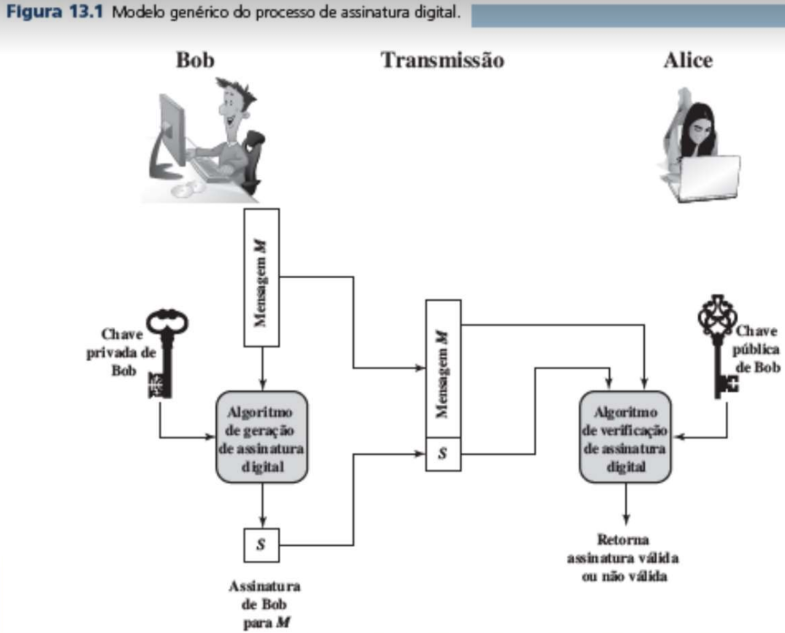 Figura 13.1 Modelo genérico do processo de assinatura digital.
Bob
Transmissão
Alice
Mensagem M
Chave
privada de
Bob
Mensagem M
Chave
pública
de Bob
Algoritmo
de geração
de assinatura
digital
S
Algoritmo
de verificação
de assinatura
digital
S
Retorna
assinatura válida
ou não válida
Assinatura
de Bob
para M